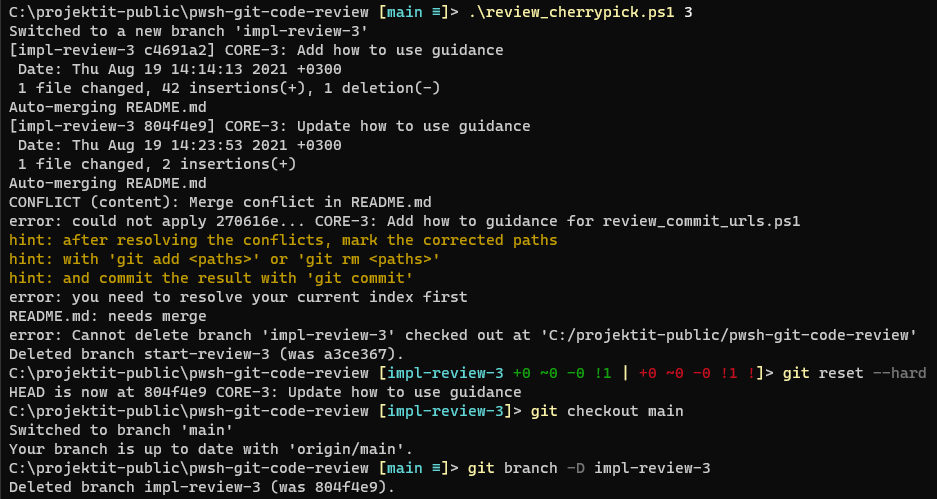 C:\projektit-public\pwsh-git-code-review [main ≡]> .\review_cherrypick.ps1 3
Switched to a new branch 'impl-review-3'
[impl-review-3 c4691a2] CORE-3: Add how to use guidance
 Date: Thu Aug 19 14:14:13 2021 +0300
 1 file changed, 42 insertions(+), 1 deletion(-)
Auto-merging README.md
[impl-review-3 804f4e9] CORE-3: Update how to use guidance
 Date: Thu Aug 19 14:23:53 2021 +0300
 1 file changed, 2 insertions(+)
Auto-merging README.md
CONFLICT (content): Merge conflict in README.md
error: could not apply 270616e... CORE-3: Add how to guidance for review_commit_urls.ps1
hint: after resolving the conflicts, mark the corrected paths
hint: with 'git add <paths>' or 'git rm <paths>'
hint: and commit the result with 'git commit'
error: you need to resolve your current index first
README.md: needs merge
error: Cannot delete branch 'impl-review-3' checked out at 'C:/projektit-public/pwsh-git-code-review'
Deleted branch start-review-3 (was a3ce367).
C:\projektit-public\pwsh-git-code-review [impl-review-3 +0 ~0 -0 !1 | +0 ~0 -0 !1 !]> git reset --hard
HEAD is now at 804f4e9 CORE-3: Update how to use guidance
C:\projektit-public\pwsh-git-code-review [impl-review-3]> git checkout main
Switched to branch 'main'
Your branch is up to date with 'origin/main'.
C:\projektit-public\pwsh-git-code-review [main ≡]> git branch -D impl-review-3
Deleted branch impl-review-3 (was 804f4e9).